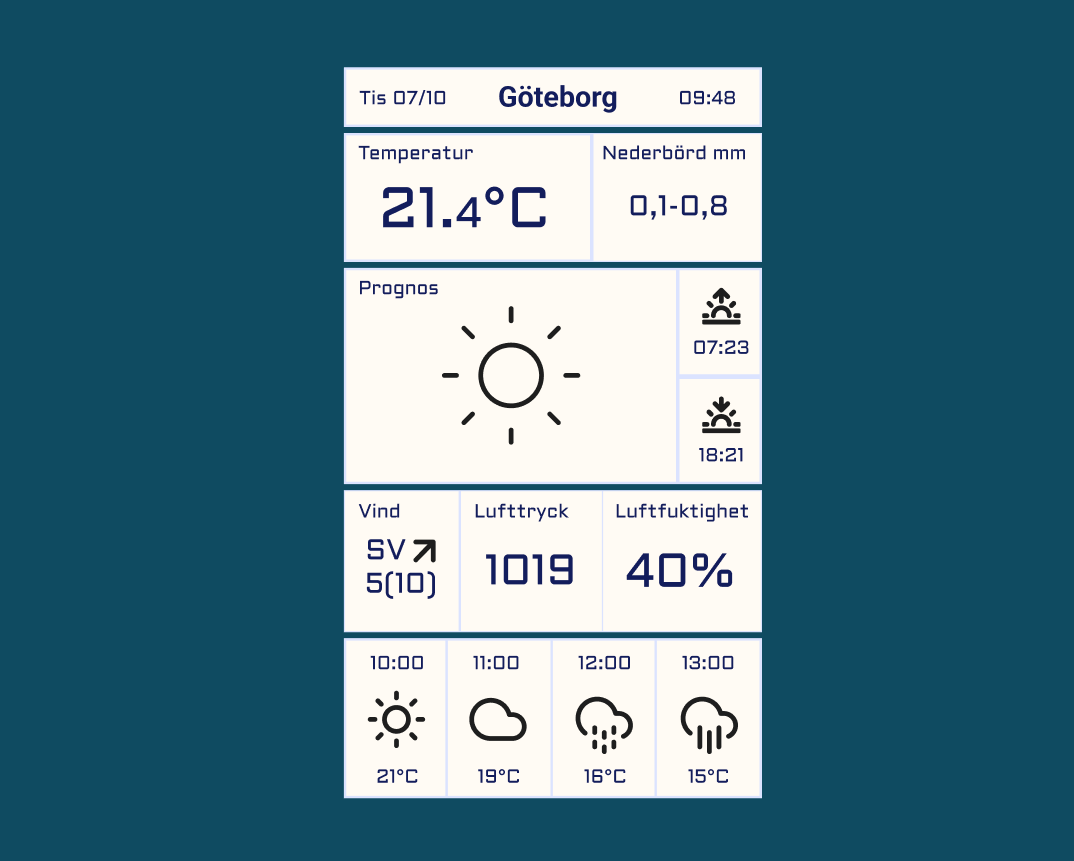 Tis 07/10 Göteborg 09:48
Temperatur
21.4°C
Nederbörd mm
0,1-0,8
Prognos
07:23
18:21
Vind
SV
5(10)
Lufttryck
1019
Luftfuktighet
40%
10:00 11:00 12:00 13:00
21°C 19°C 16°C 15°C